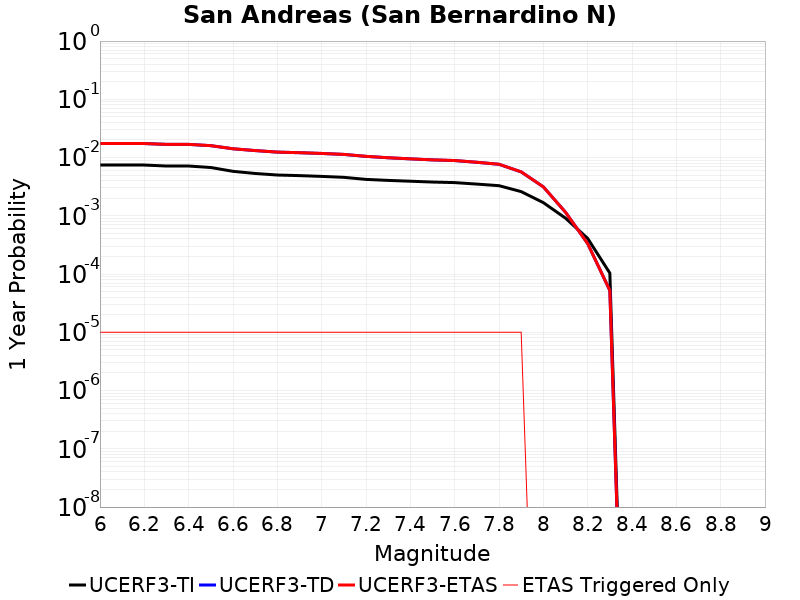 San Andreas (San Bernardino N)
10^0
10^-1
10^-2
10^-3
10^-4
10^-5
10^-6
10^-7
10^-8
1 Year Probability
6 6.2 6.4 6.6 6.8 7 7.2 7.4 7.6 7.8 8 8.2 8.4 8.6 8.8 9
Magnitude
UCERF3-TI UCERF3-TD UCERF3-ETAS ETAS Triggered Only